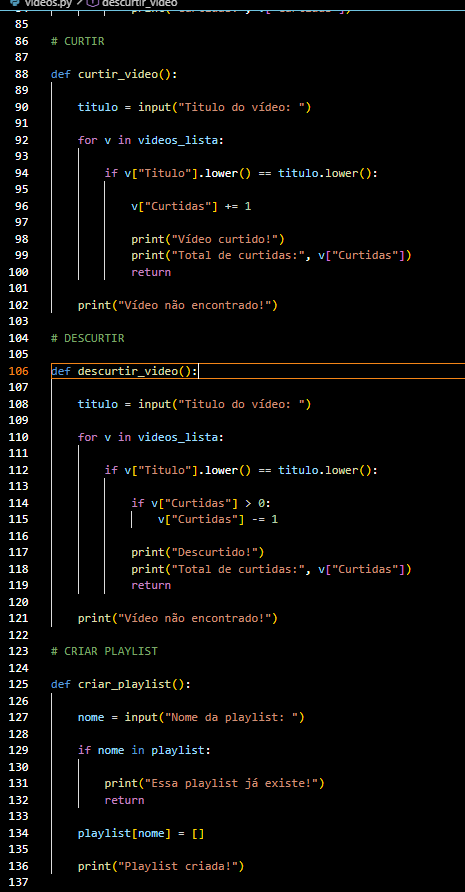 videos.py > descurtir_video
85
86 # CURTIR
87
88 def curtir_video():
89
90     titulo = input("Titulo do vídeo: ")
91
92     for v in videos_lista:
93
94         if v["Titulo"].lower() == titulo.lower():
95
96             v["Curtidas"] += 1
97
98             print("Vídeo curtido!")
99             print("Total de curtidas:", v["Curtidas"])
100             return
101
102     print("Vídeo não encontrado!")
103
104 # DESCURTIR
105
106 def descurtir_video():
107
108     titulo = input("Titulo do vídeo: ")
109
110     for v in videos_lista:
111
112         if v["Titulo"].lower() == titulo.lower():
113
114             if v["Curtidas"] > 0:
115                 v["Curtidas"] -= 1
116
117             print("Descurtido!")
118             print("Total de curtidas:", v["Curtidas"])
119             return
120
121     print("Vídeo não encontrado!")
122
123 # CRIAR PLAYLIST
124
125 def criar_playlist():
126
127     nome = input("Nome da playlist: ")
128
129     if nome in playlist:
130
131         print("Essa playlist já existe!")
132         return
133
134     playlist[nome] = []
135
136     print("Playlist criada!")
137